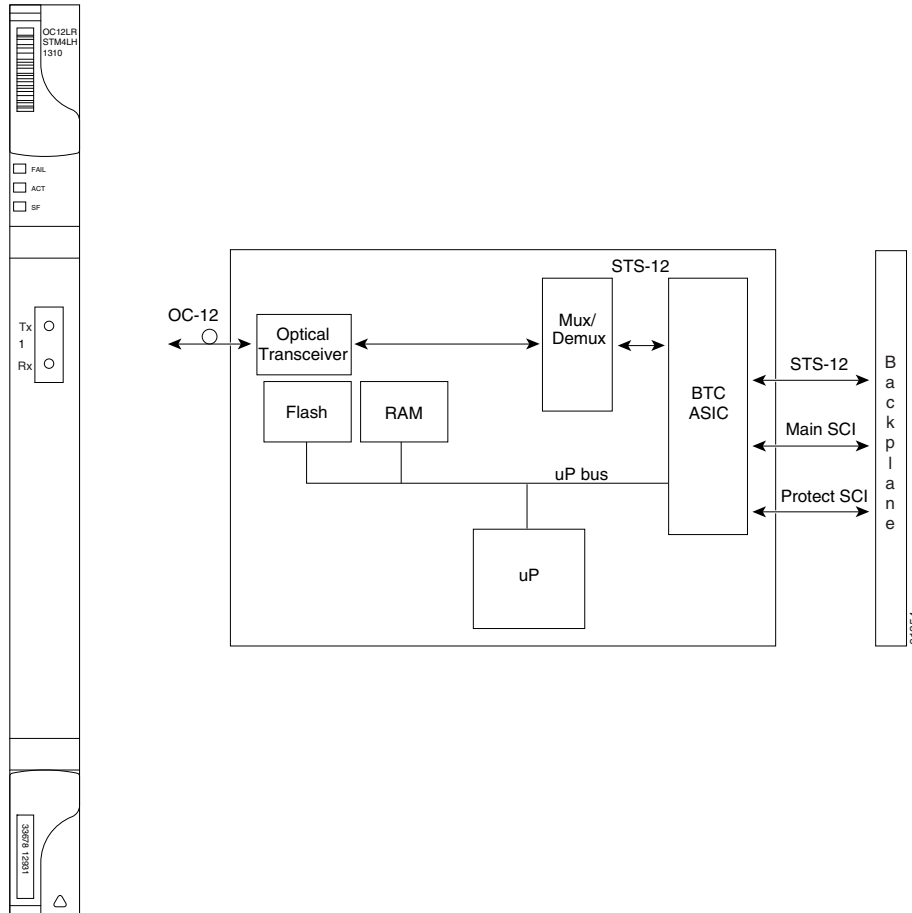 OC12LR
STM4LH
1310
FAIL
ACT
SF
Tx
1
Rx
33678 12931
OC-12
Optical
Transceiver
Flash
RAM
uP bus
uP
Mux/
Demux
STS-12
BTC
ASIC
STS-12
Main SCI
Protect SCI
Backplane